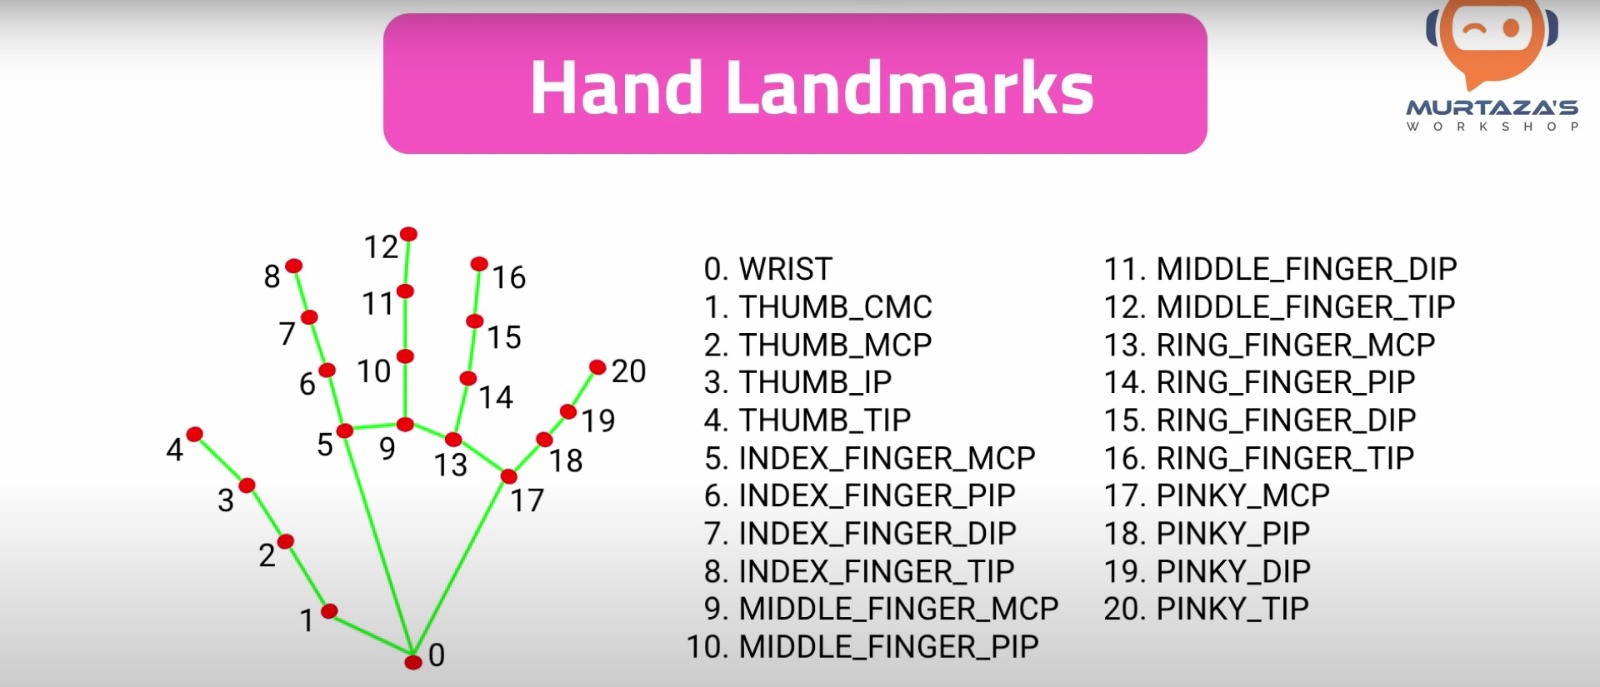 Hand Landmarks
MURTAZA'S
WORKSHOP
12
8
16
11
7
15
10
6
14
20
19
4
5
9
13
18
3
17
2
1
0
0. WRIST
1. THUMB_CMC
2. THUMB_MCP
3. THUMB_IP
4. THUMB_TIP
5. INDEX_FINGER_MCP
6. INDEX_FINGER_PIP
7. INDEX_FINGER_DIP
8. INDEX_FINGER_TIP
9. MIDDLE_FINGER_MCP
10. MIDDLE_FINGER_PIP
11. MIDDLE_FINGER_DIP
12. MIDDLE_FINGER_TIP
13. RING_FINGER_MCP
14. RING_FINGER_PIP
15. RING_FINGER_DIP
16. RING_FINGER_TIP
17. PINKY_MCP
18. PINKY_PIP
19. PINKY_DIP
20. PINKY_TIP